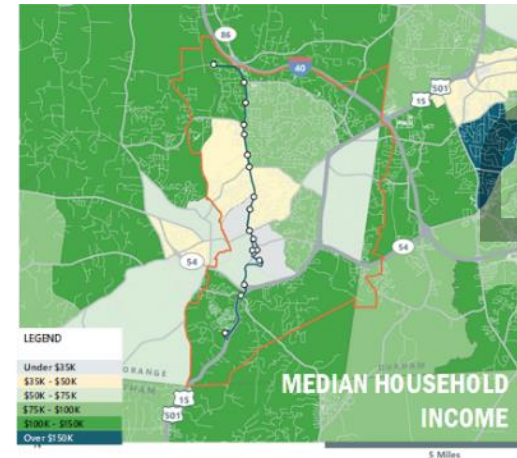 86
40
15
501
54
54
LEGEND
Under $35K
$35K - $50K
$50K - $75K
$75K - $100K
$100K - $150K
Over $150K
ORANGE
DURHAM
15
501
MEDIAN HOUSEHOLD
INCOME
5 Miles